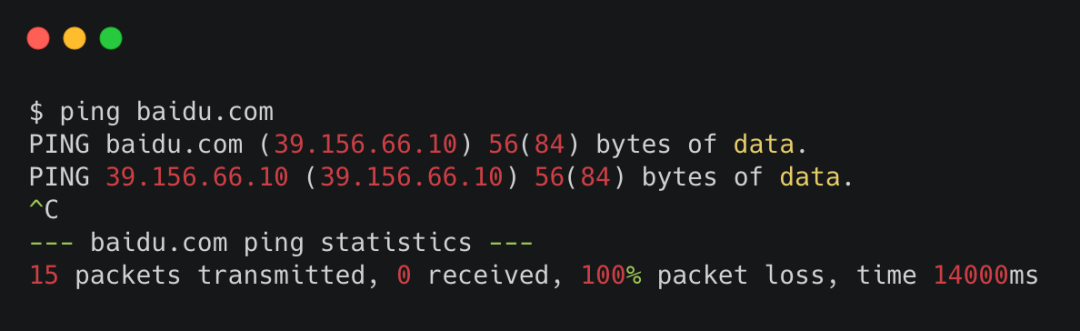 $ ping baidu.com
PING baidu.com (39.156.66.10) 56(84) bytes of data.
PING 39.156.66.10 (39.156.66.10) 56(84) bytes of data.
^C
--- baidu.com ping statistics ---
15 packets transmitted, 0 received, 100% packet loss, time 14000ms